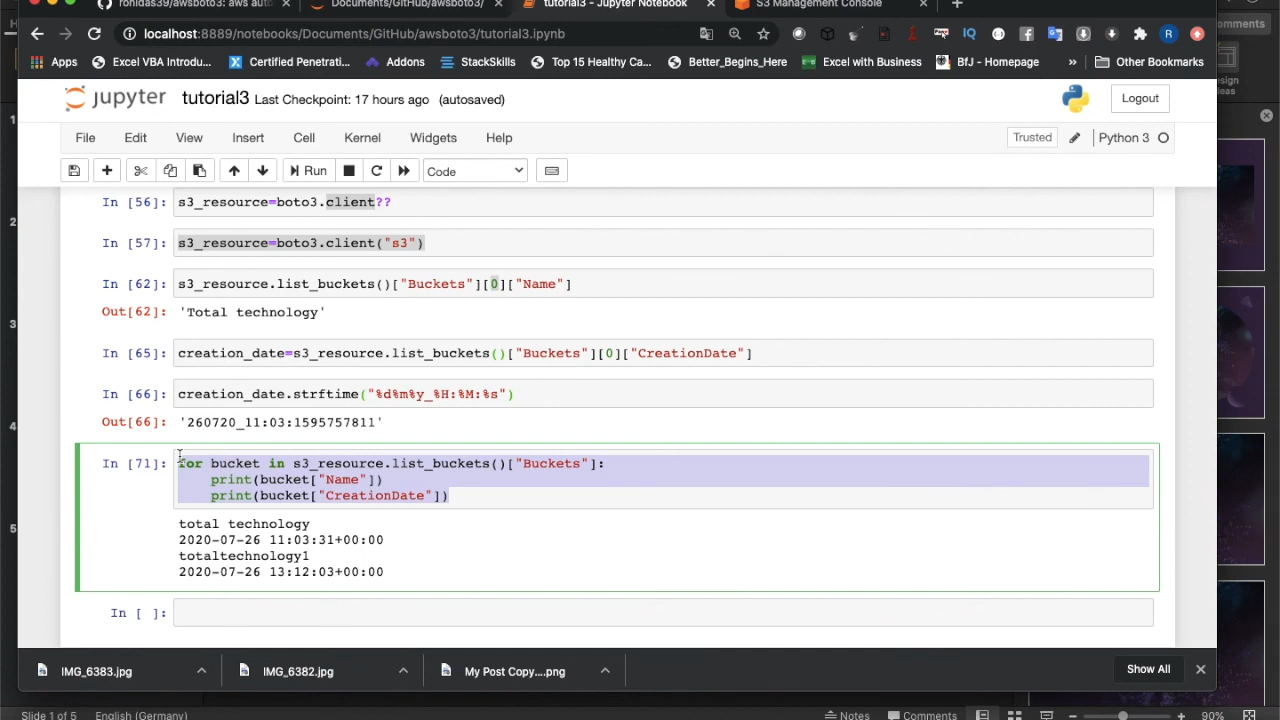 ronidas39/awsboto3: aws aut
Documents/GitHub/awsboto3/
tutorial3 - Jupyter Notebook
S3 Management Console
localhost:8889/notebooks/Documents/GitHub/awsboto3/tutorial3.ipynb
Apps
Excel VBA Introdu...
Certified Penetrati...
Addons
StackSkills
Top 15 Healthy Ca...
Better_Begins_Here
Excel with Business
BfJ - Homepage
»
Other Bookmarks
omments
esign
eas
jupyter
tutorial3 Last Checkpoint: 17 hours ago (autosaved)
Logout
File Edit View Insert Cell Kernel Widgets Help
Trusted
Python 3
Run
Code
In [56]: s3_resource=boto3.client??
In [57]: s3_resource=boto3.client("s3")
In [62]: s3_resource.list_buckets()["Buckets"][0]["Name"]
Out[62]: 'Total technology'
In [65]: creation_date=s3_resource.list_buckets()["Buckets"][0]["CreationDate"]
In [66]: creation_date.strftime("%d%m%y_%H:%M:%s")
Out[66]: '260720_11:03:1595757811'
In [71]: for bucket in s3_resource.list_buckets()["Buckets"]:
print(bucket["Name"])
print(bucket["CreationDate"])
total technology
2020-07-26 11:03:31+00:00
totaltechnology1
2020-07-26 13:12:03+00:00
In [ ]:
1
2
3
4
5
IMG_6383.jpg
IMG_6382.jpg
My Post Copy....png
Show All
Slide 1 of 5
English (Germany)
Notes
Comments
90%